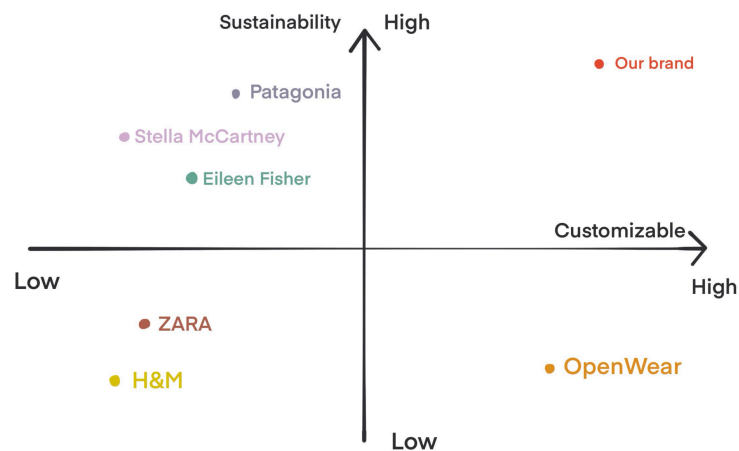 Sustainability
High
Our brand
Patagonia
Stella McCartney
Eileen Fisher
Customizable
Low
High
ZARA
OpenWear
H&M
Low